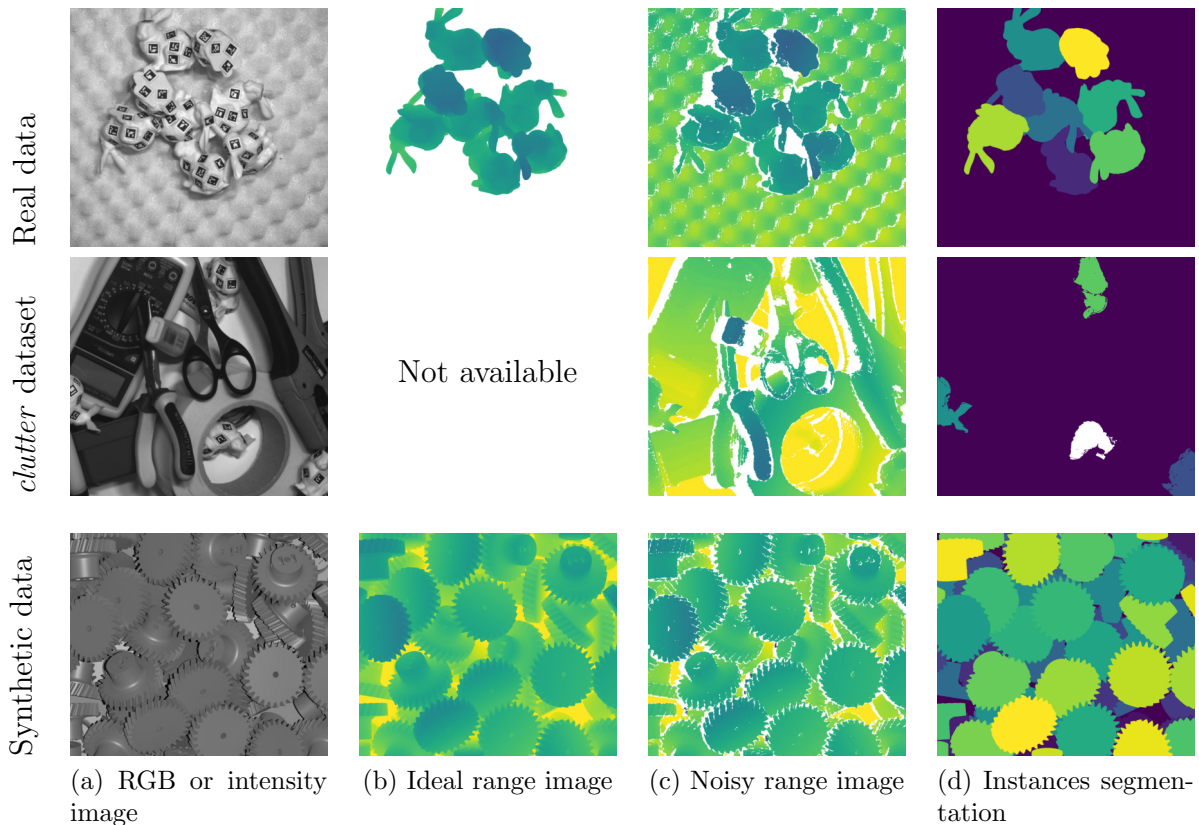 Real data
clutter dataset
Not available
Synthetic data
(a) RGB or intensity
image
(b) Ideal range image
(c) Noisy range image
(d) Instances segmen-
tation